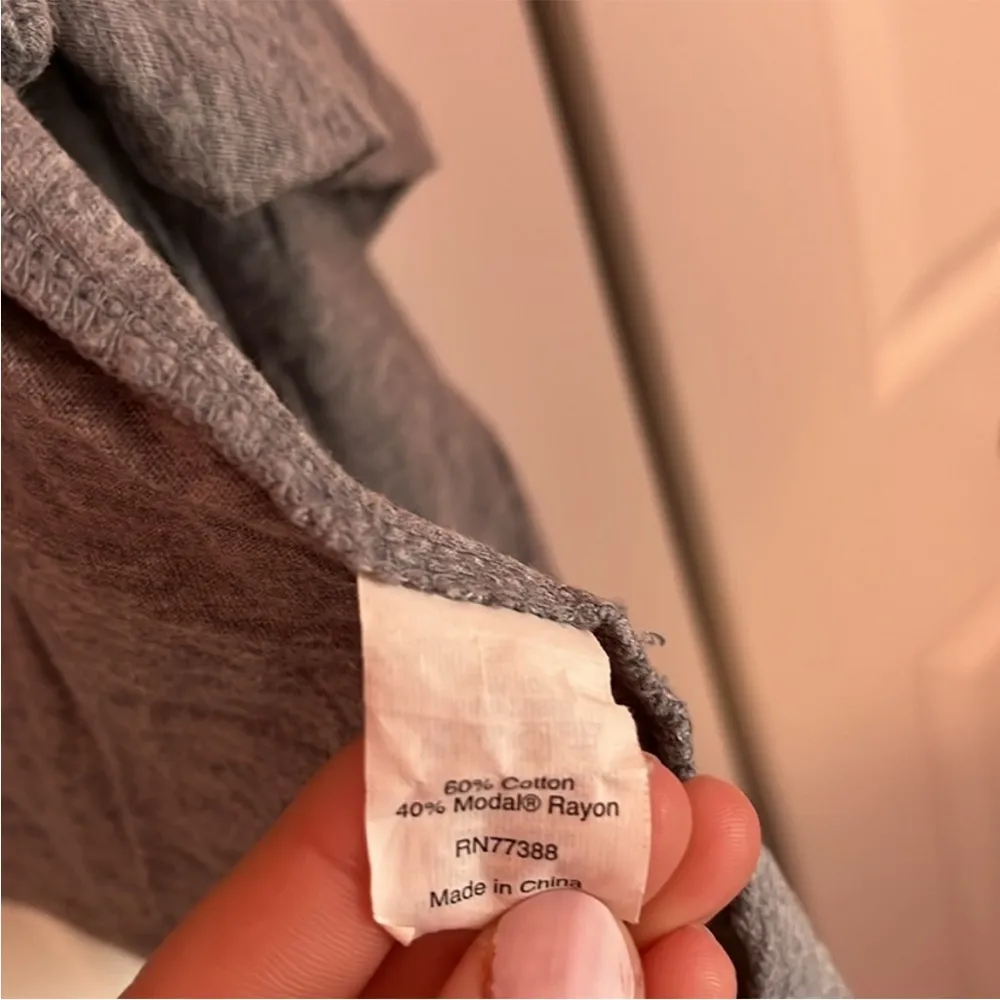 60% Cotton
40% Modal® Rayon
RN77388
Made in China